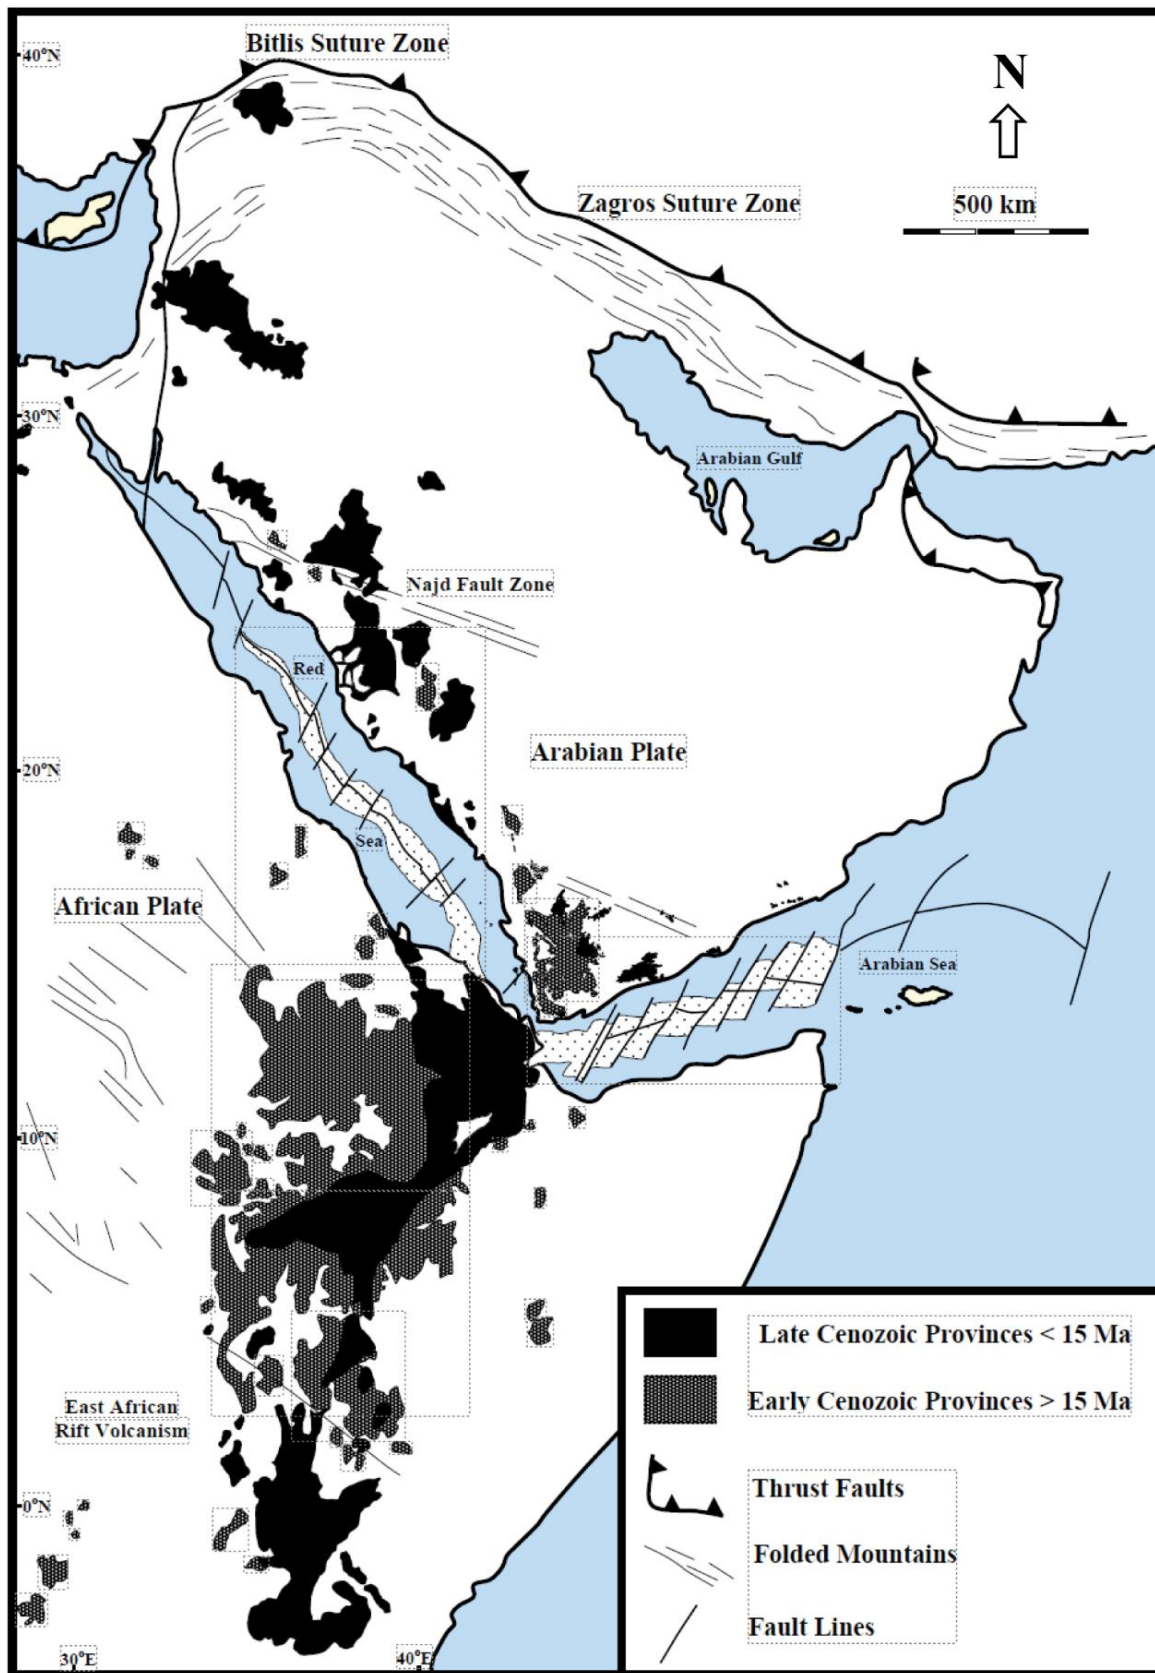 Bitlis Suture Zone
40°N
N
Zagros Suture Zone
500 km
30°N
Arabian Gulf
Najd Fault Zone
Red
Arabian Plate
20°N
Sea
African Plate
Arabian Sea
10°N
Late Cenozoic Provinces < 15 Ma
Early Cenozoic Provinces > 15 Ma
East African
Rift Volcanism
Thrust Faults
0°N
Folded Mountains
Fault Lines
30°E
40°E